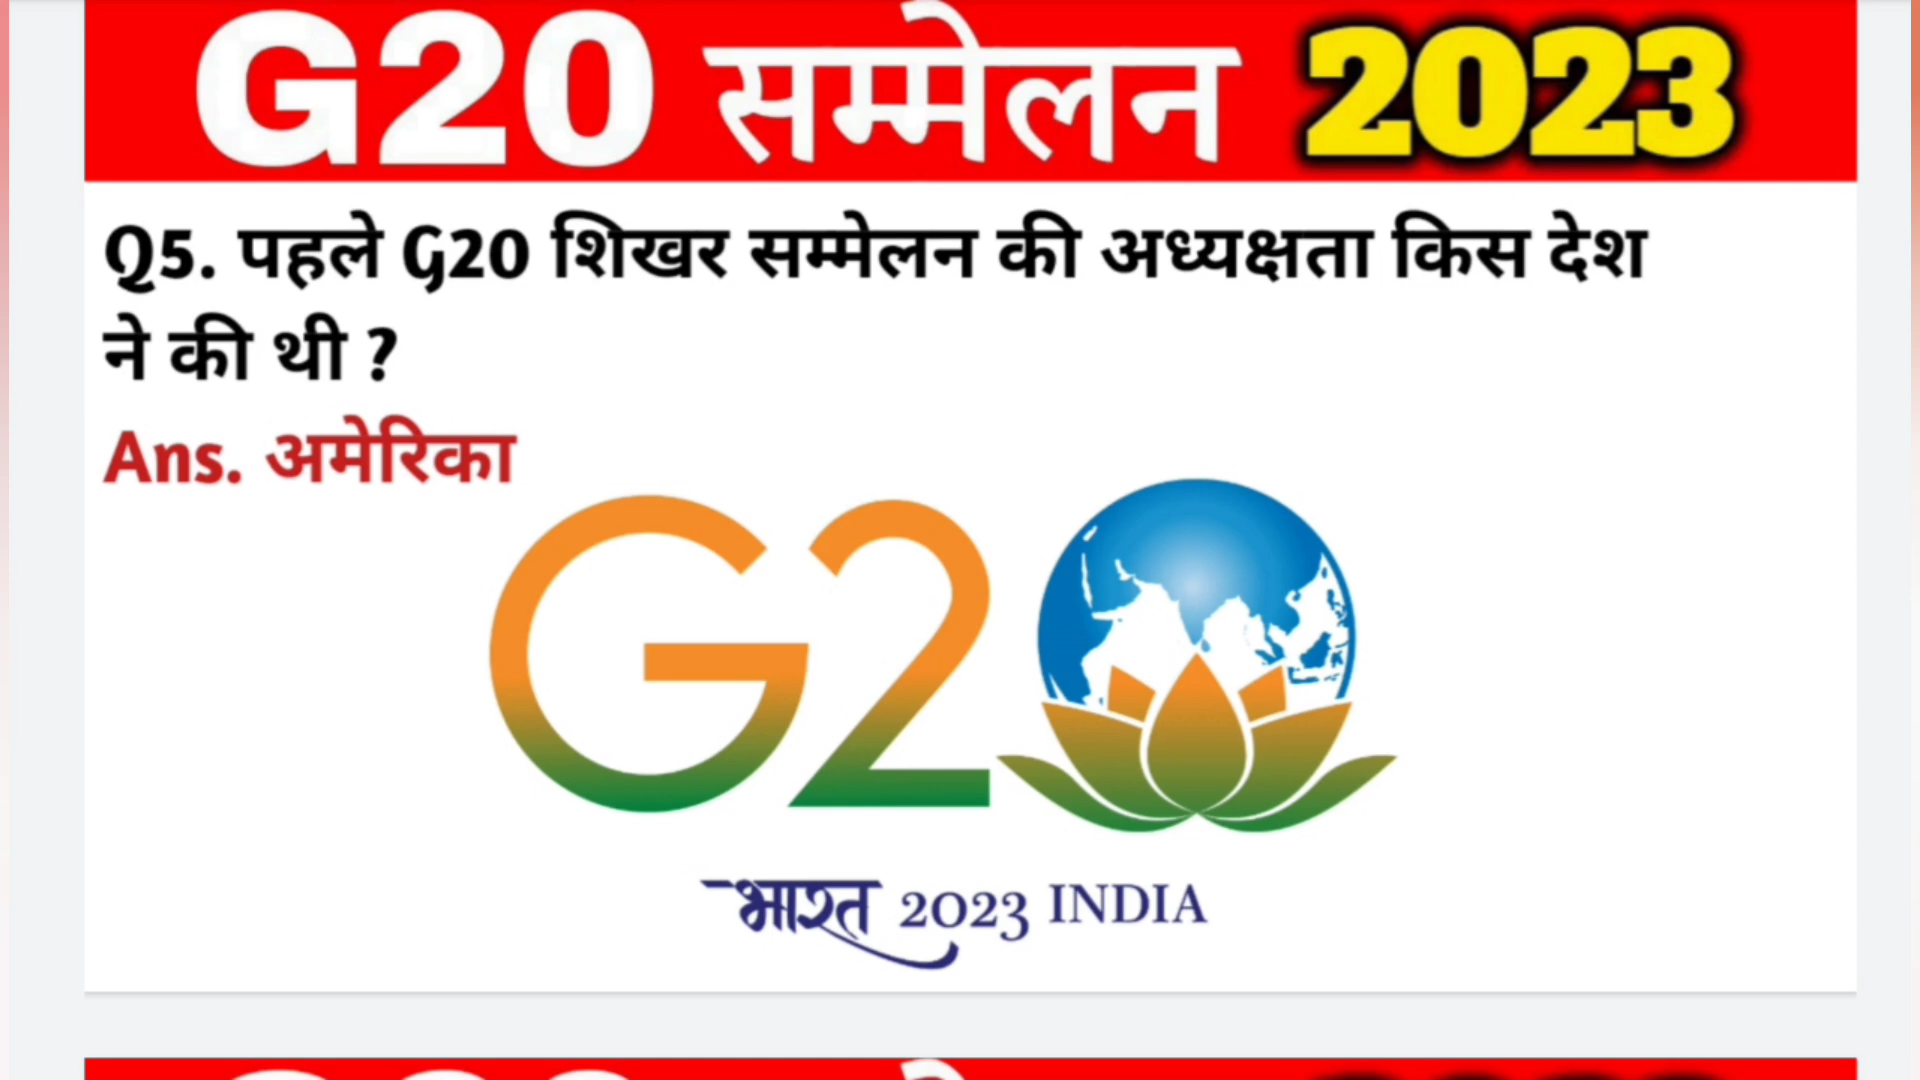 G20 सम्मेलन 2023
Q5. पहले G20 शिखर सम्मेलन की अध्यक्षता किस देश
ने की थी ?
Ans. अमेरिका
G20
भारत 2023 INDIA